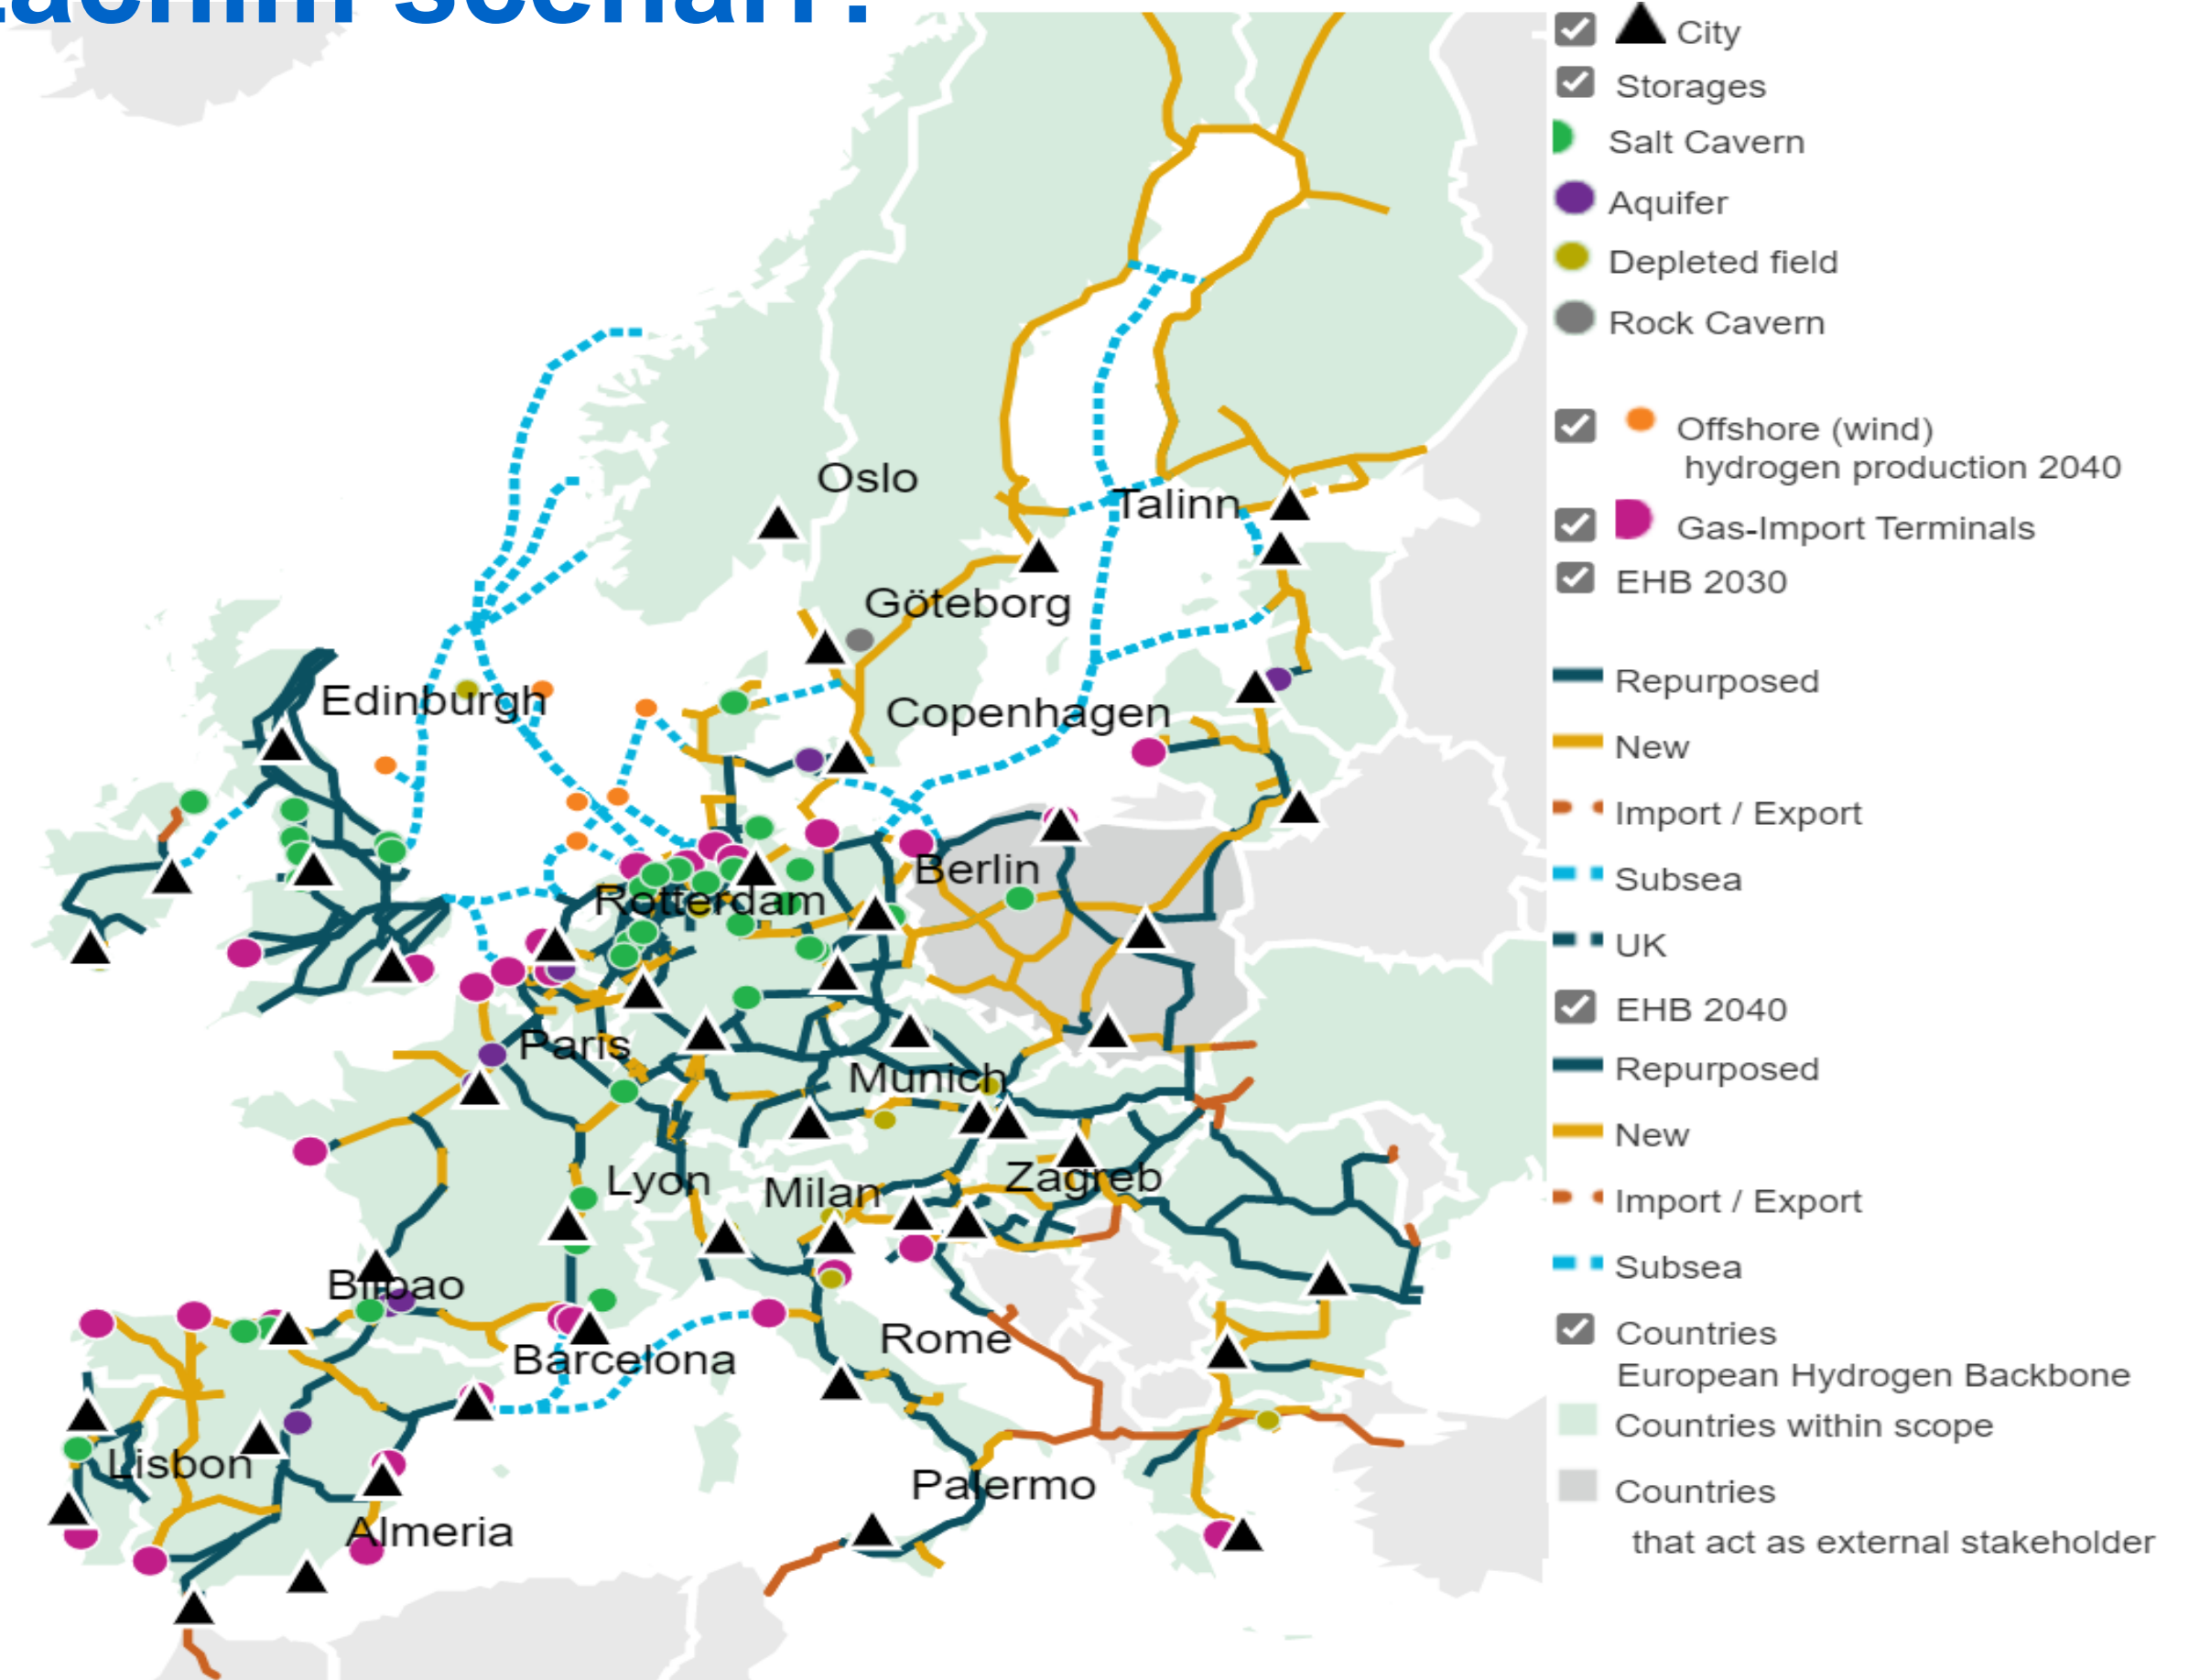 City
Storages
Salt Cavern
Aquifer
Depleted field
Rock Cavern
Offshore (wind)
hydrogen production 2040
Gas-Import Terminals
EHB 2030
Repurposed
New
Import / Export
Subsea
UK
EHB 2040
Repurposed
New
Import / Export
Subsea
Countries
European Hydrogen Backbone
Countries within scope
Countries
that act as external stakeholder
Oslo
Talinn
Göteborg
Edinburgh
Copenhagen
Berlin
Rotterdam
Paris
Munich
Lyon
Milan
Zagreb
Bilbao
Rome
Barcelona
Lisbon
Palermo
Almeria